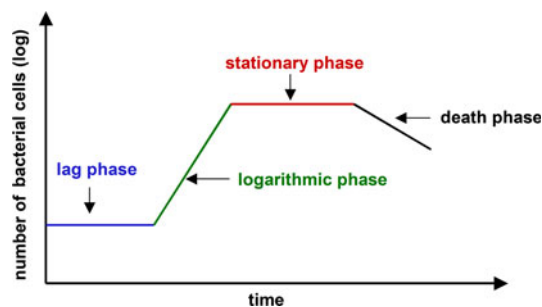 number of bacterial cells (log)
stationary phase
death phase
lag phase
logarithmic phase
time